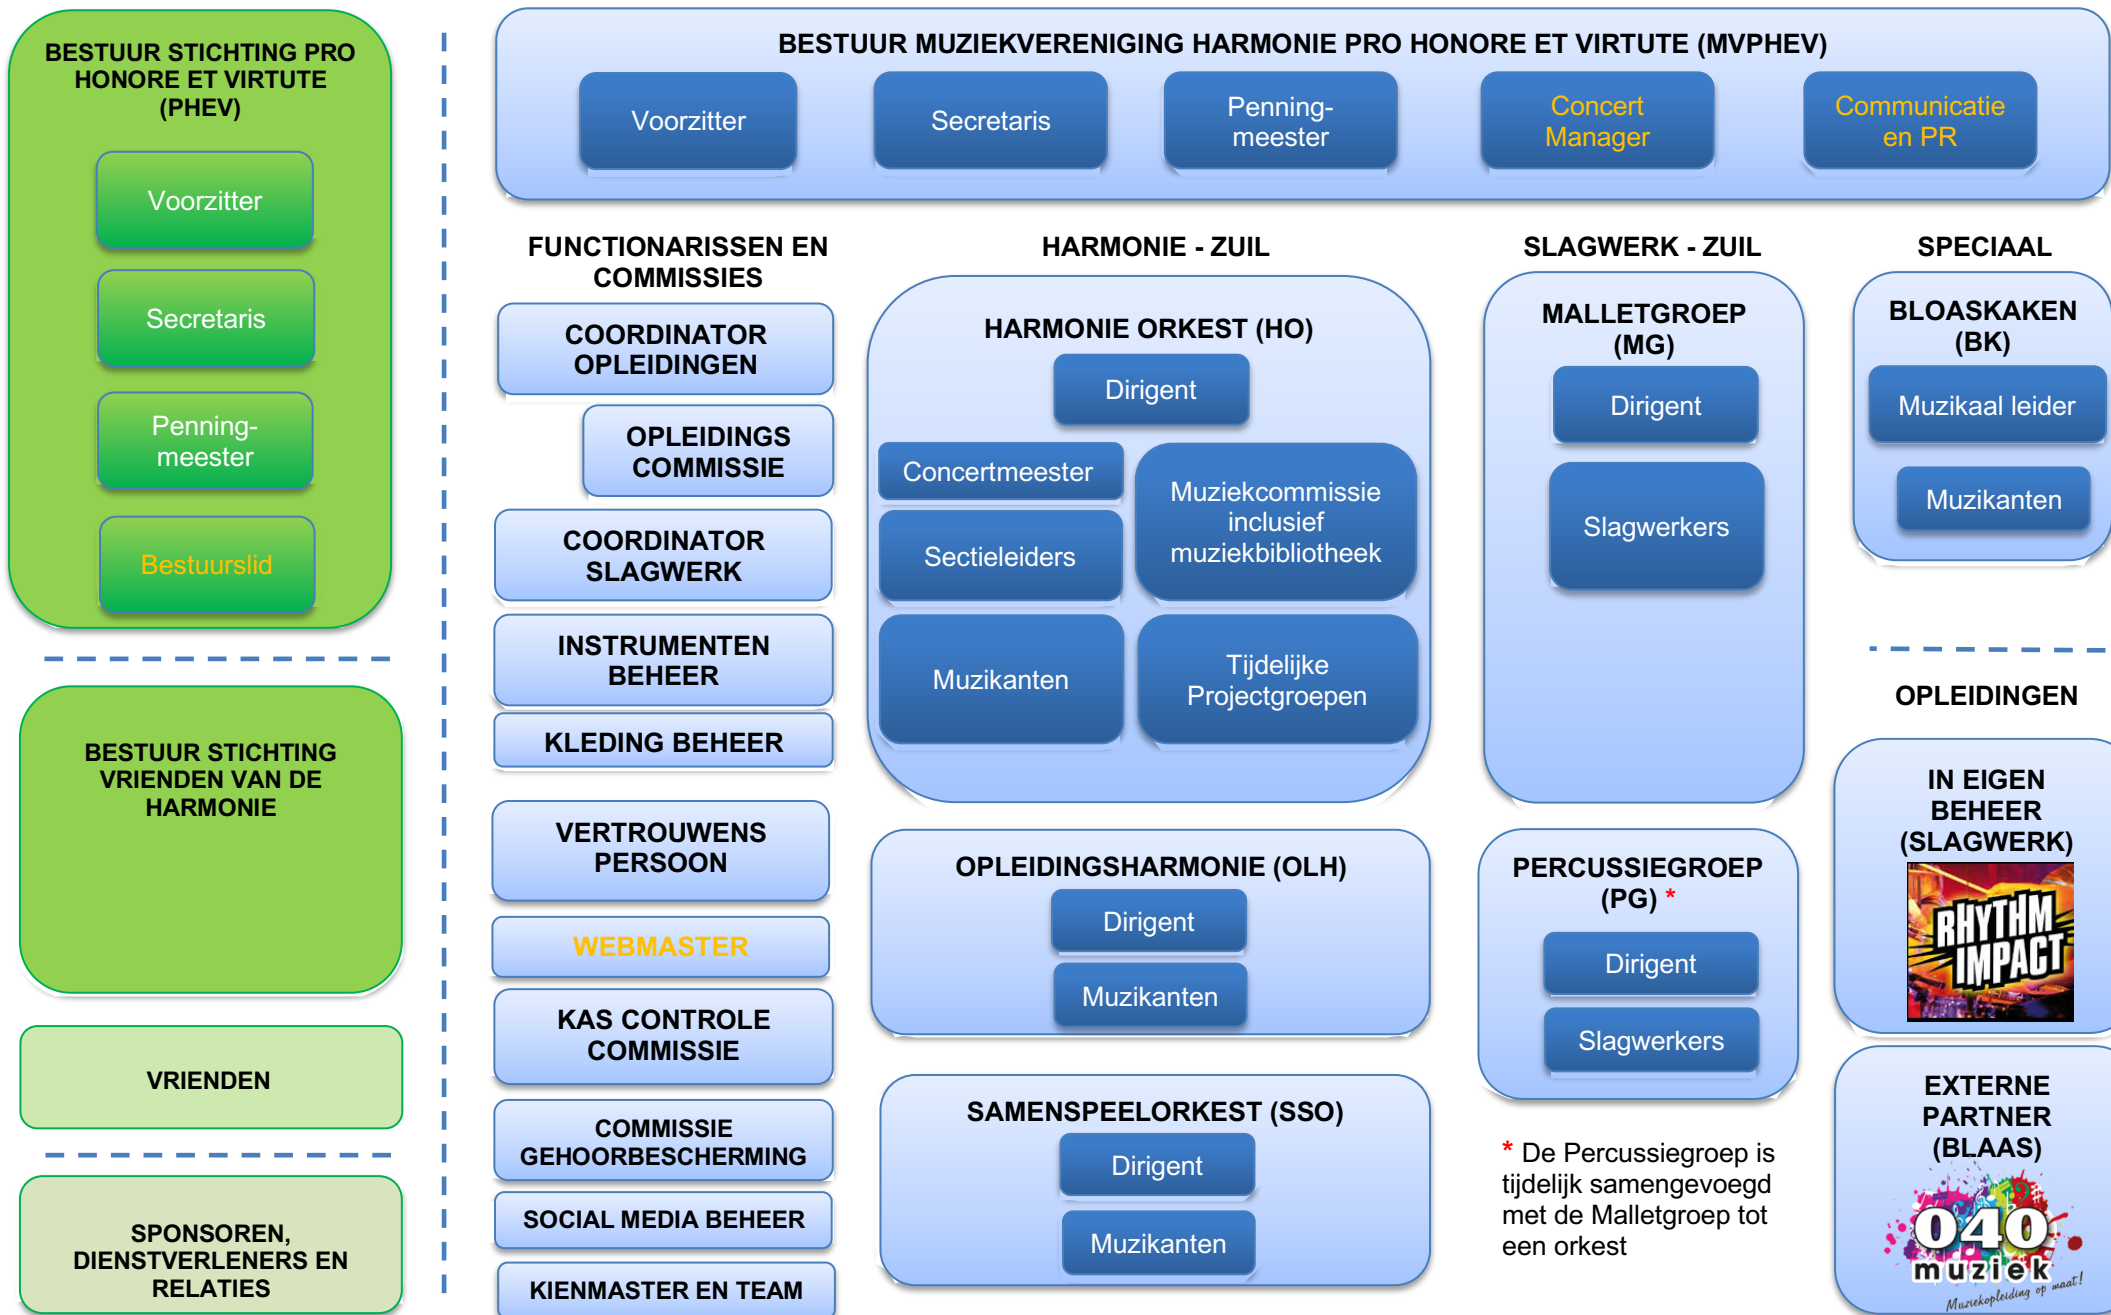 BESTUUR STICHTING PRO
HONORE ET VIRTUTE
(PHEV)
Voorzitter
Secretaris
Penning-
meester
Bestuurslid
BESTUUR STICHTING
VRIENDEN VAN DE
HARMONIE
VRIENDEN
SPONSOREN,
DIENSTVERLENERS EN
RELATIES
BESTUUR MUZIEKVERENIGING HARMONIE PRO HONORE ET VIRTUTE (MVPHEV)
Voorzitter
Secretaris
Penning-
meester
Concert
Manager
Communicatie
en PR
FUNCTIONARISSEN EN
COMMISSIES
COORDINATOR
OPLEIDINGEN
OPLEIDINGS
COMMISSIE
COORDINATOR
SLAGWERK
INSTRUMENTEN
BEHEER
KLEDING BEHEER
VERTROUWENS
PERSOON
WEBMASTER
KAS CONTROLE
COMMISSIE
COMMISSIE
GEHOORBESCHERMING
SOCIAL MEDIA BEHEER
KIENMASTER EN TEAM
HARMONIE - ZUIL
HARMONIE ORKEST (HO)
Dirigent
Concertmeester
Sectieleiders
Muziekcommissie
inclusief
muziekbibliotheek
Muzikanten
Tijdelijke
Projectgroepen
OPLEIDINGSHARMONIE (OLH)
Dirigent
Muzikanten
SAMENSPEELORKEST (SSO)
Dirigent
Muzikanten
SLAGWERK - ZUIL
MALLETGROEP
(MG)
Dirigent
Slagwerkers
PERCUSSIEGROEP
(PG) *
Dirigent
Slagwerkers
* De Percussiegroep is
tijdelijk samengevoegd
met de Malletgroep tot
een orkest
SPECIAAL
BLOASKAKEN
(BK)
Muzikaal leider
Muzikanten
OPLEIDINGEN
IN EIGEN
BEHEER
(SLAGWERK)
RHYTHM
IMPACT
EXTERNE
PARTNER
(BLAAS)
040
muziek
Muziekopleiding op maat!